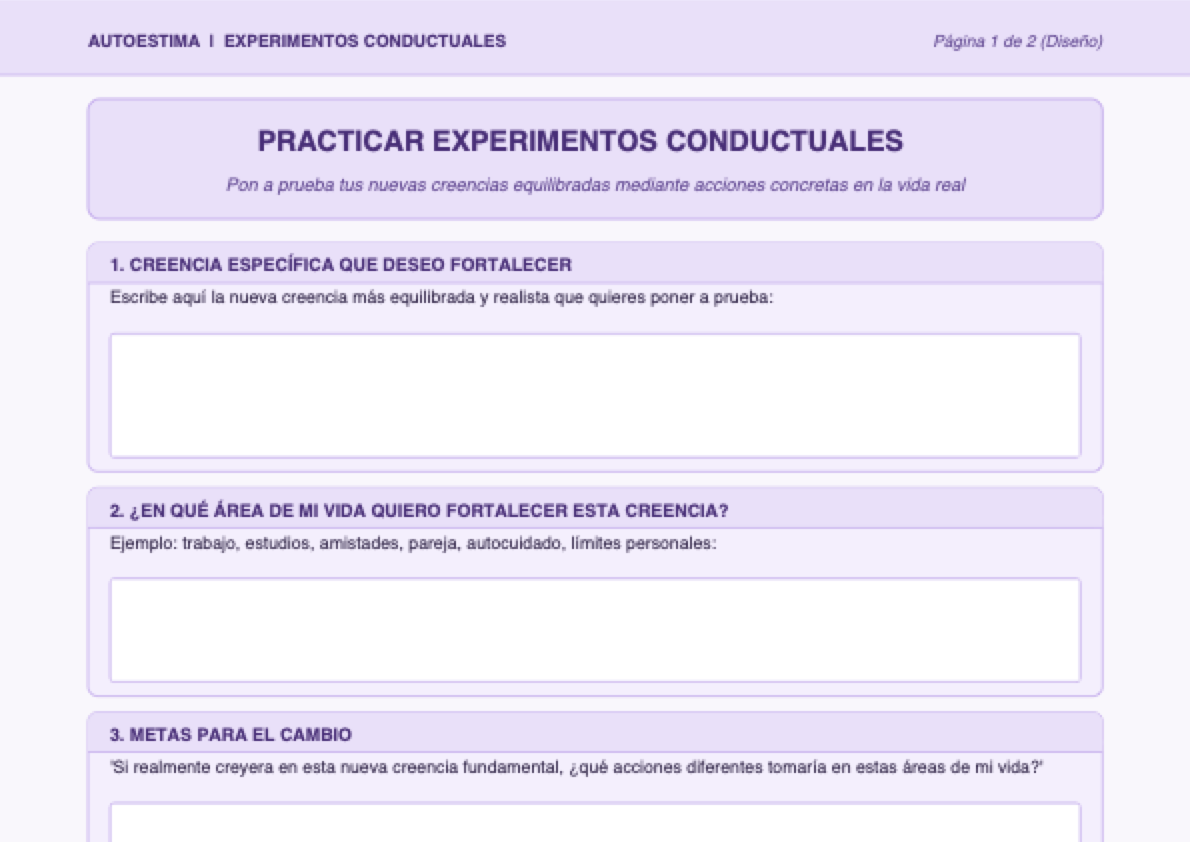 AUTOESTIMA | EXPERIMENTOS CONDUCTUALES
Página 1 de 2 (Diseño)
PRACTICAR EXPERIMENTOS CONDUCTUALES
Pon a prueba tus nuevas creencias equilibradas mediante acciones concretas en la vida real
1. CREENCIA ESPECÍFICA QUE DESEO FORTALECER
Escribe aquí la nueva creencia más equilibrada y realista que quieres poner a prueba:
2. ¿EN QUÉ ÁREA DE MI VIDA QUIERO FORTALECER ESTA CREENCIA?
Ejemplo: trabajo, estudios, amistades, pareja, autocuidado, límites personales:
3. METAS PARA EL CAMBIO
'Si realmente creyera en esta nueva creencia fundamental, ¿qué acciones diferentes tomaría en estas áreas de mi vida?'